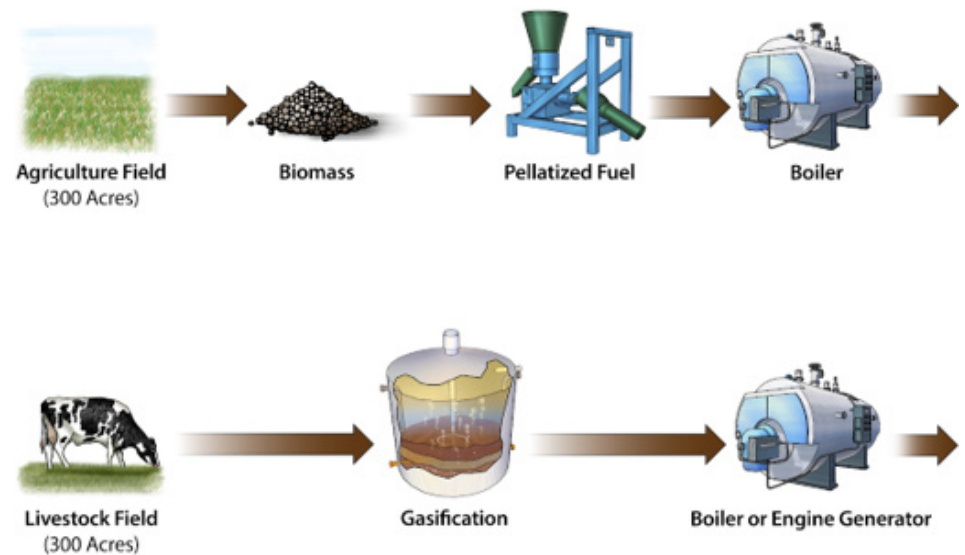 Agriculture Field
(300 Acres)
Biomass
Pellatized Fuel
Boiler
Livestock Field
(300 Acres)
Gasification
Boiler or Engine Generator